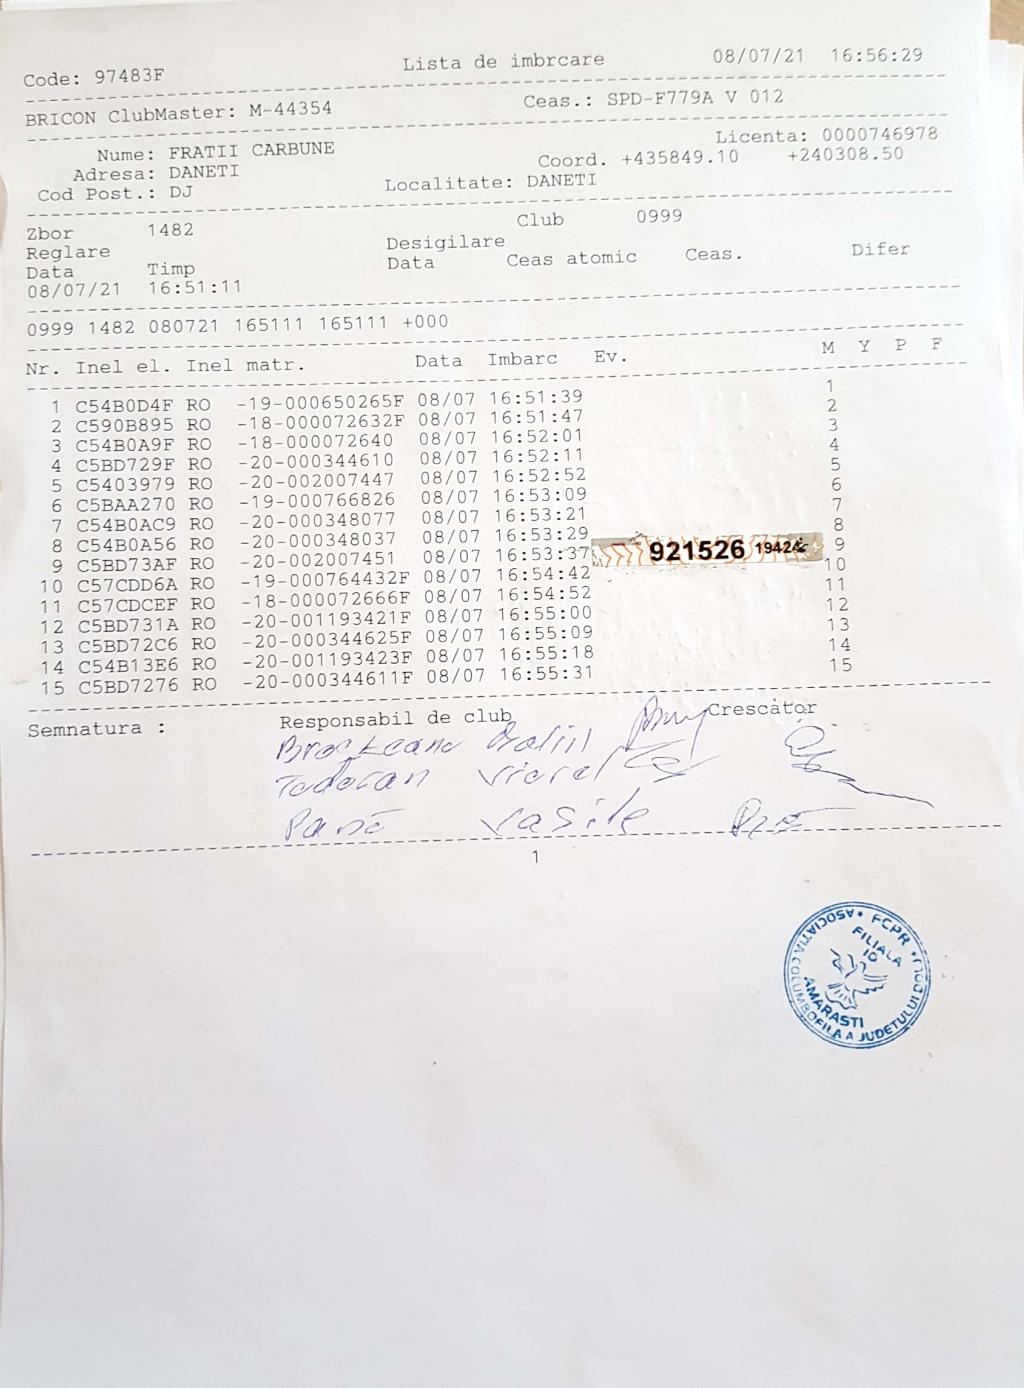 Code: 97483F Lista de imbrcare 08/07/21 16:56:29
BRICON ClubMaster: M-44354 Ceas.: SPD-F779A V 012
Licenta: 0000746978
Nume: FRATII CARBUNE Coord. +435849.10 +240308.50
Adresa: DANETI Localitate: DANETI
Cod Post.: DJ
Zbor 1482 Club 0999
Reglare Desigilare
Data Timp Data Ceas atomic Ceas. Difer
08/07/21 16:51:11
0999 1482 080721 165111 165111 +000
Nr. Inel el. Inel matr. Data Imbarc Ev. M Y P F
1 C54B0D4F RO -19-000650265F 08/07 16:51:39 1
2 C590B895 RO -18-000072632F 08/07 16:51:47 2
3 C54B0A9F RO -18-000072640 08/07 16:52:01 3
4 C5BD729F RO -20-000344610 08/07 16:52:11 4
5 C5403979 RO -20-002007447 08/07 16:52:52 5
6 C5BAA270 RO -19-000766826 08/07 16:53:09 6
7 C54B0AC9 RO -20-000348077 08/07 16:53:21 7
8 C54B0A56 RO -20-000348037 08/07 16:53:29 8
9 C5BD73AF RO -20-002007451 08/07 16:53:37 9
921526 19424
10 C57CDD6A RO -19-000764432F 08/07 16:54:42 10
11 C57CDCEF RO -18-000072666F 08/07 16:54:52 11
12 C5BD731A RO -20-001193421F 08/07 16:55:00 12
13 C5BD72C6 RO -20-000344625F 08/07 16:55:09 13
14 C54B13E6 RO -20-001193423F 08/07 16:55:18 14
15 C5BD7276 RO -20-000344611F 08/07 16:55:31 15
Semnatura : Responsabil de club Crescător
Todoran Viorel
Pană Vasile
1
ASOCIATIA COLUMBOFILA A JUDETULUI DOLJ * FCPR *
FILIALA
10
AMARASTI